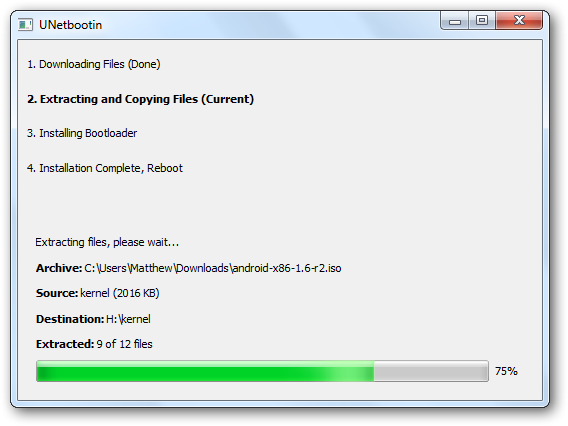 UNetbootin
1. Downloading Files (Done)
2. Extracting and Copying Files (Current)
3. Installing Bootloader
4. Installation Complete, Reboot
Extracting files, please wait...
Archive: C:\Users\Matthew\Downloads\android-x86-1.6-r2.iso
Source: kernel (2016 KB)
Destination: H:\kernel
Extracted: 9 of 12 files
75%